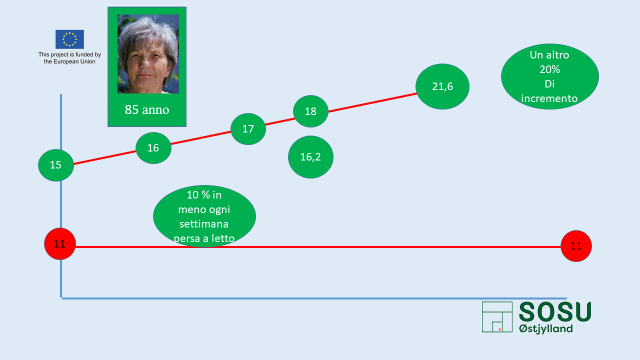 This project is funded by
the European Union
85 anno
Un altro
20%
Di
incremento
21,6
18
17
16
15
16,2
10 % in
meno ogni
settimana
persa a letto
11
11
SOSU
Østjylland